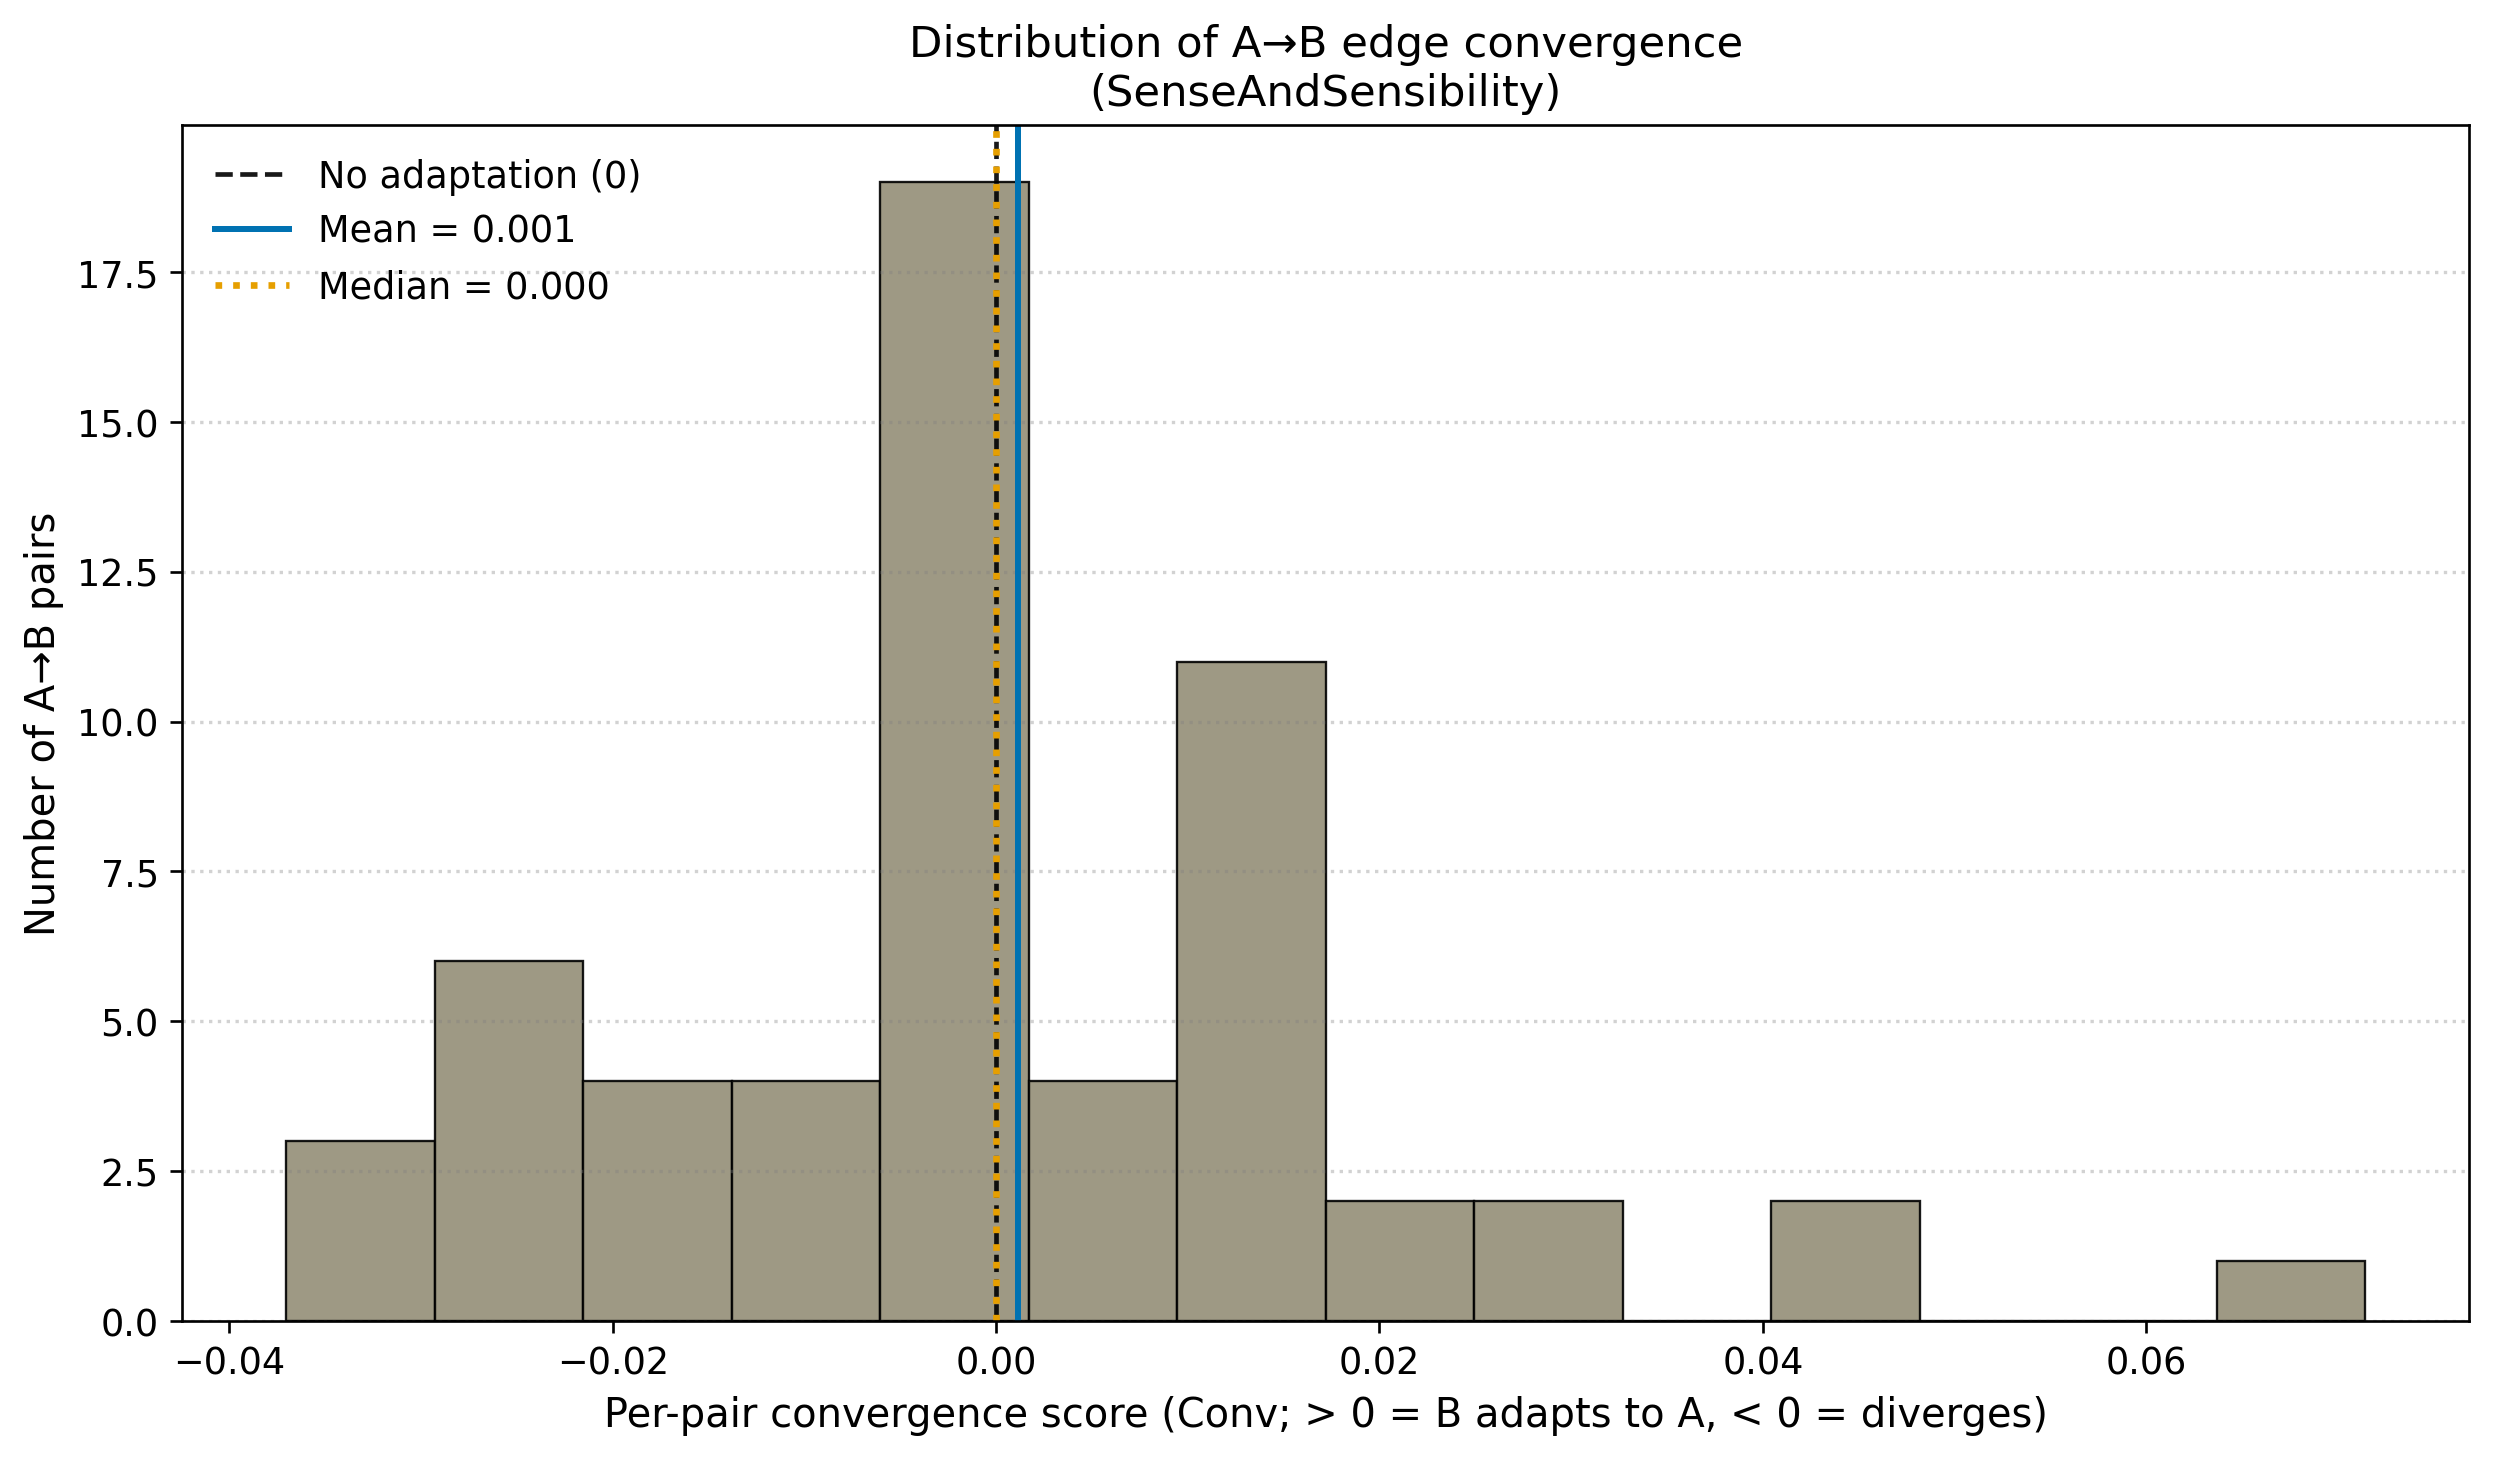 Distribution of A→B edge convergence
(SenseAndSensibility)
No adaptation (0)
Mean = 0.001
Median = 0.000
Number of A→B pairs
17.5
15.0
12.5
10.0
7.5
5.0
2.5
0.0
−0.04 −0.02 0.00 0.02 0.04 0.06
Per-pair convergence score (Conv; > 0 = B adapts to A, < 0 = diverges)